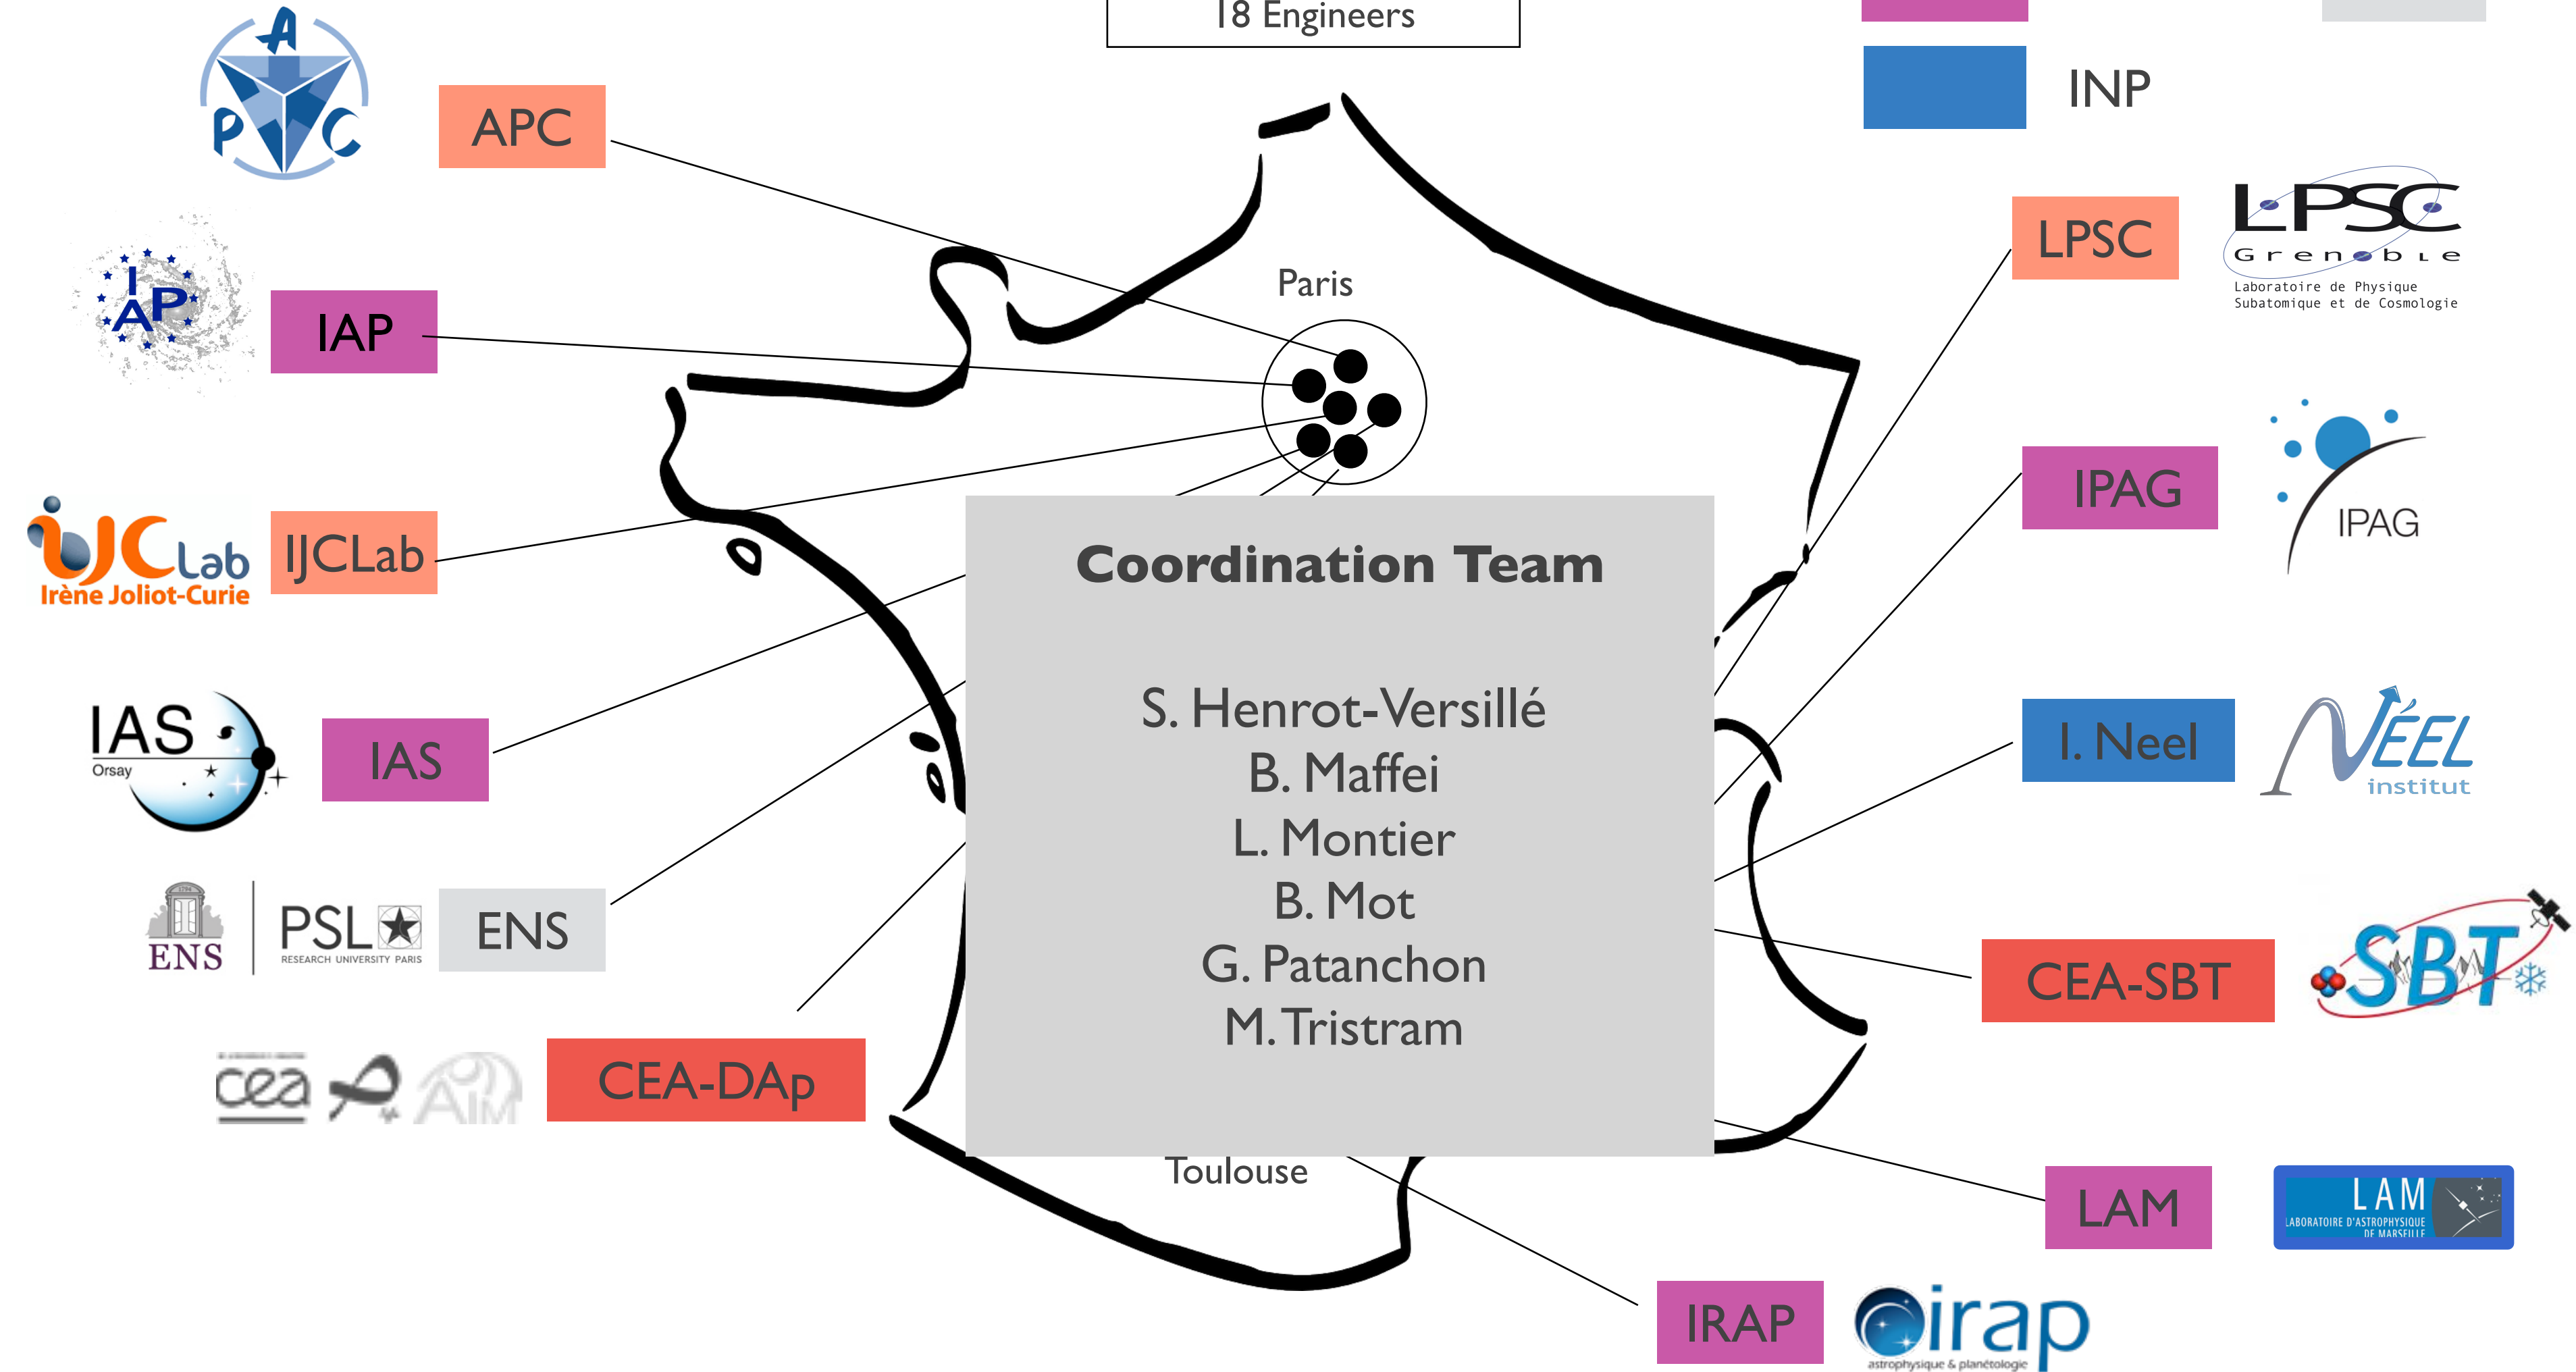 18 Engineers
INP
A
P C
APC
LPSC
LPSC
Grenoble
Laboratoire de Physique
Subatomique et de Cosmologie
Paris
I
AP
IAP
IPAG
IPAG
iJCLab
Irène Joliot-Curie
IJCLab
Coordination Team
S. Henrot-Versillé
B. Maffei
L. Montier
B. Mot
G. Patanchon
M. Tristram
IAS
Orsay
IAS
I. Neel
NÉEL
institut
ENS
PSL
RESEARCH UNIVERSITY PARIS
ENS
CEA-SBT
SBT
cea
AIM
CEA-DAp
Toulouse
LAM
LAM
LABORATOIRE D'ASTROPHYSIQUE
DE MARSEILLE
IRAP
irap
astrophysique & planétologie